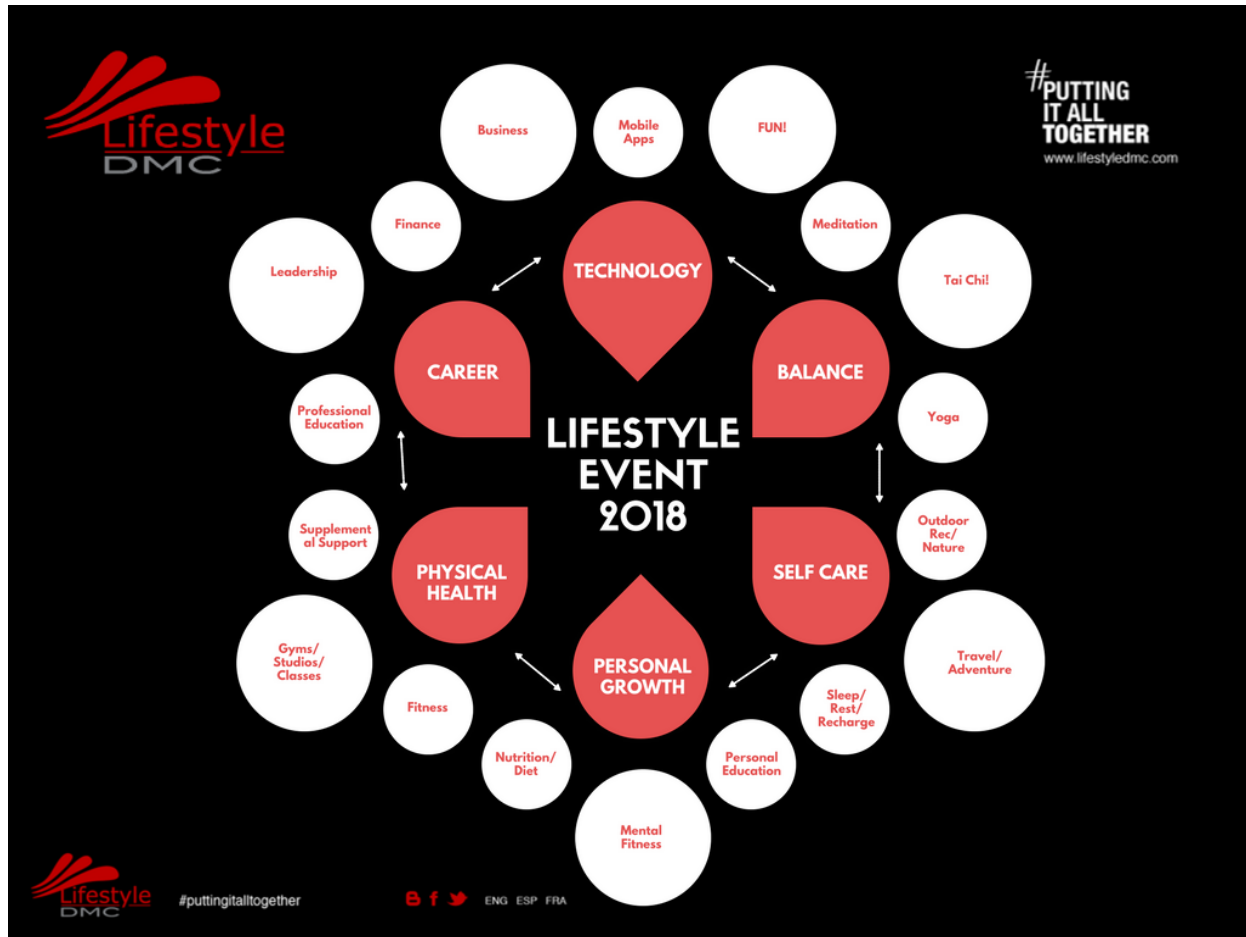 Lifestyle
DMC
#PUTTING
IT ALL
TOGETHER
www.lifestyledmc.com
Business
Mobile
Apps
FUN!
Finance
Meditation
Leadership
TECHNOLOGY
Tai Chi!
CAREER
BALANCE
Professional
Education
Yoga
LIFESTYLE
EVENT
2018
Supplement
al Support
Outdoor
Rec/
Nature
PHYSICAL
HEALTH
SELF CARE
Gyms/
Studios/
Classes
PERSONAL
GROWTH
Travel/
Adventure
Fitness
Sleep/
Rest/
Recharge
Nutrition/
Diet
Personal
Education
Mental
Fitness
Lifestyle
DMC
#puttingitalltogether
B f
ENG ESP FRA